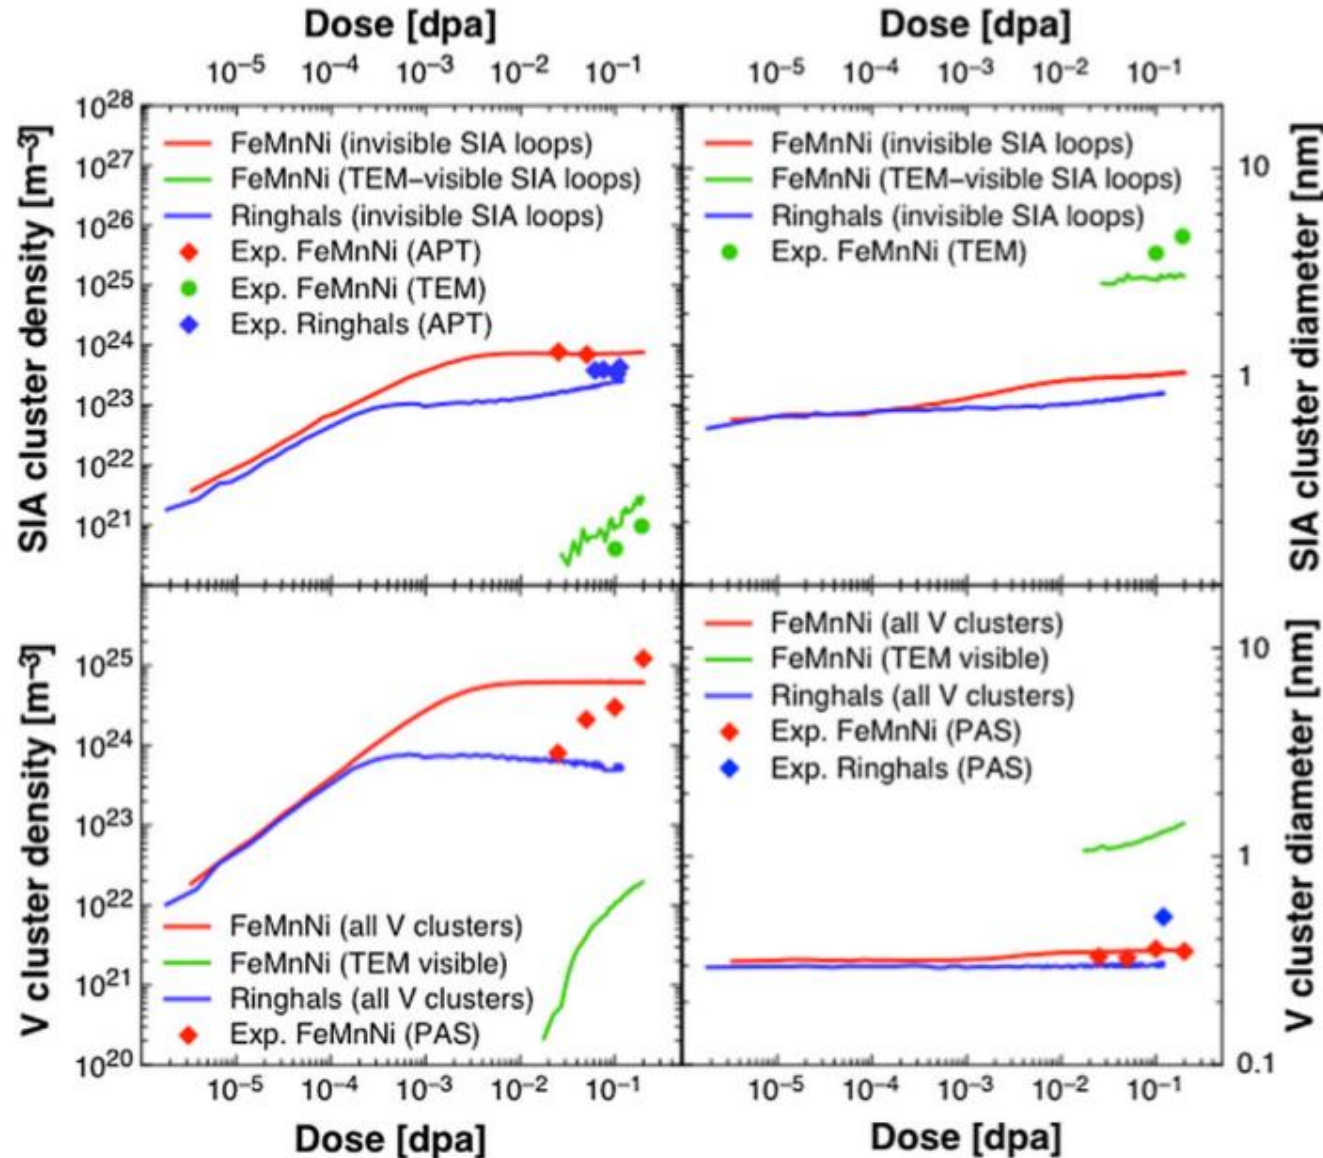 Dose [dpa]
Dose [dpa]
10–5 10–4 10–3 10–2 10–1
10–5 10–4 10–3 10–2 10–1
SIA cluster density [m–3]
1028
1027
1026
1025
1024
1023
1022
1021
FeMnNi (invisible SIA loops)
FeMnNi (TEM–visible SIA loops)
Ringhals (invisible SIA loops)
Exp. FeMnNi (APT)
Exp. FeMnNi (TEM)
Exp. Ringhals (APT)
FeMnNi (invisible SIA loops)
FeMnNi (TEM–visible SIA loops)
Ringhals (invisible SIA loops)
Exp. FeMnNi (TEM)
10
1
SIA cluster diameter [nm]
V cluster density [m–3]
1025
1024
1023
1022
1021
1020
FeMnNi (all V clusters)
FeMnNi (TEM visible)
Ringhals (all V clusters)
Exp. FeMnNi (PAS)
FeMnNi (all V clusters)
FeMnNi (TEM visible)
Ringhals (all V clusters)
Exp. FeMnNi (PAS)
Exp. Ringhals (PAS)
10
1
0.1
V cluster diameter [nm]
10–5 10–4 10–3 10–2 10–1
10–5 10–4 10–3 10–2 10–1
Dose [dpa]
Dose [dpa]